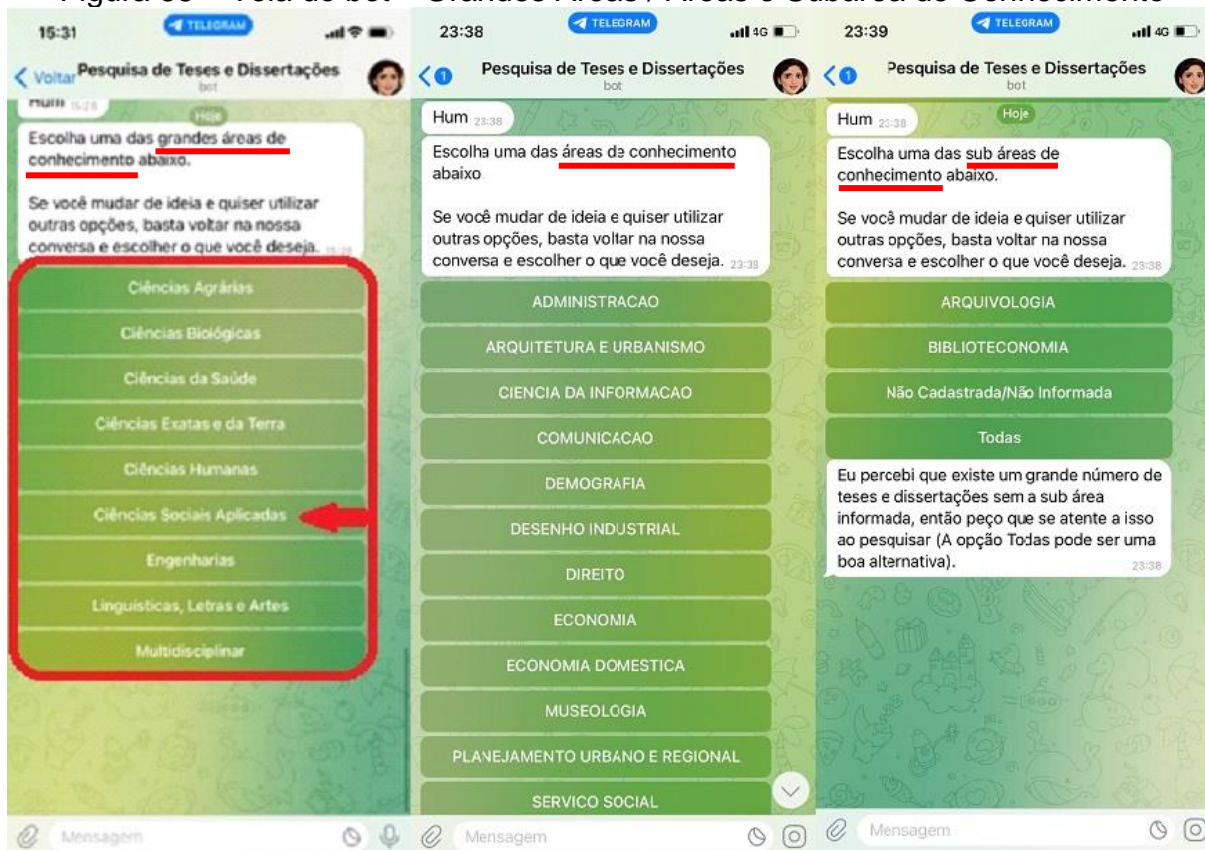 15:31
TELEGRAM
Voltar
Pesquisa de Teses e Dissertações
bot
Hum 15:28
Hoje
Escolha uma das grandes áreas de
conhecimento abaixo.
Se você mudar de ideia e quiser utilizar
outras opções, basta voltar na nossa
conversa e escolher o que você deseja.
Ciências Agrárias
Ciências Biológicas
Ciências da Saúde
Ciências Exatas e da Terra
Ciências Humanas
Ciências Sociais Aplicadas
Engenharias
Linguísticas, Letras e Artes
Multidisciplinar
Mensagem
23:38
TELEGRAM
4G
1
Pesquisa de Teses e Dissertações
bot
Hum 23:38
Escolha uma das áreas de conhecimento
abaixo
Se você mudar de ideia e quiser utilizar
outras opções, basta voltar na nossa
conversa e escolher o que você deseja. 23:38
ADMINISTRACAO
ARQUITETURA E URBANISMO
CIENCIA DA INFORMACAO
COMUNICACAO
DEMOGRAFIA
DESENHO INDUSTRIAL
DIREITO
ECONOMIA
ECONOMIA DOMESTICA
MUSEOLOGIA
PLANEJAMENTO URBANO E REGIONAL
SERVICO SOCIAL
Mensagem
23:39
TELEGRAM
4G
1
Pesquisa de Teses e Dissertações
bot
Hum 23:38
Hoje
Escolha uma das sub áreas de
conhecimento abaixo.
Se você mudar de ideia e quiser utilizar
outras opções, basta voltar na nossa
conversa e escolher o que você deseja. 23:38
ARQUIVOLOGIA
BIBLIOTECONOMIA
Não Cadastrada/Não Informada
Todas
Eu percebi que existe um grande número de
teses e dissertações sem a sub área
informada, então peço que se atente a isso
ao pesquisar (A opção Todas pode ser uma
boa alternativa). 23:38
Mensagem